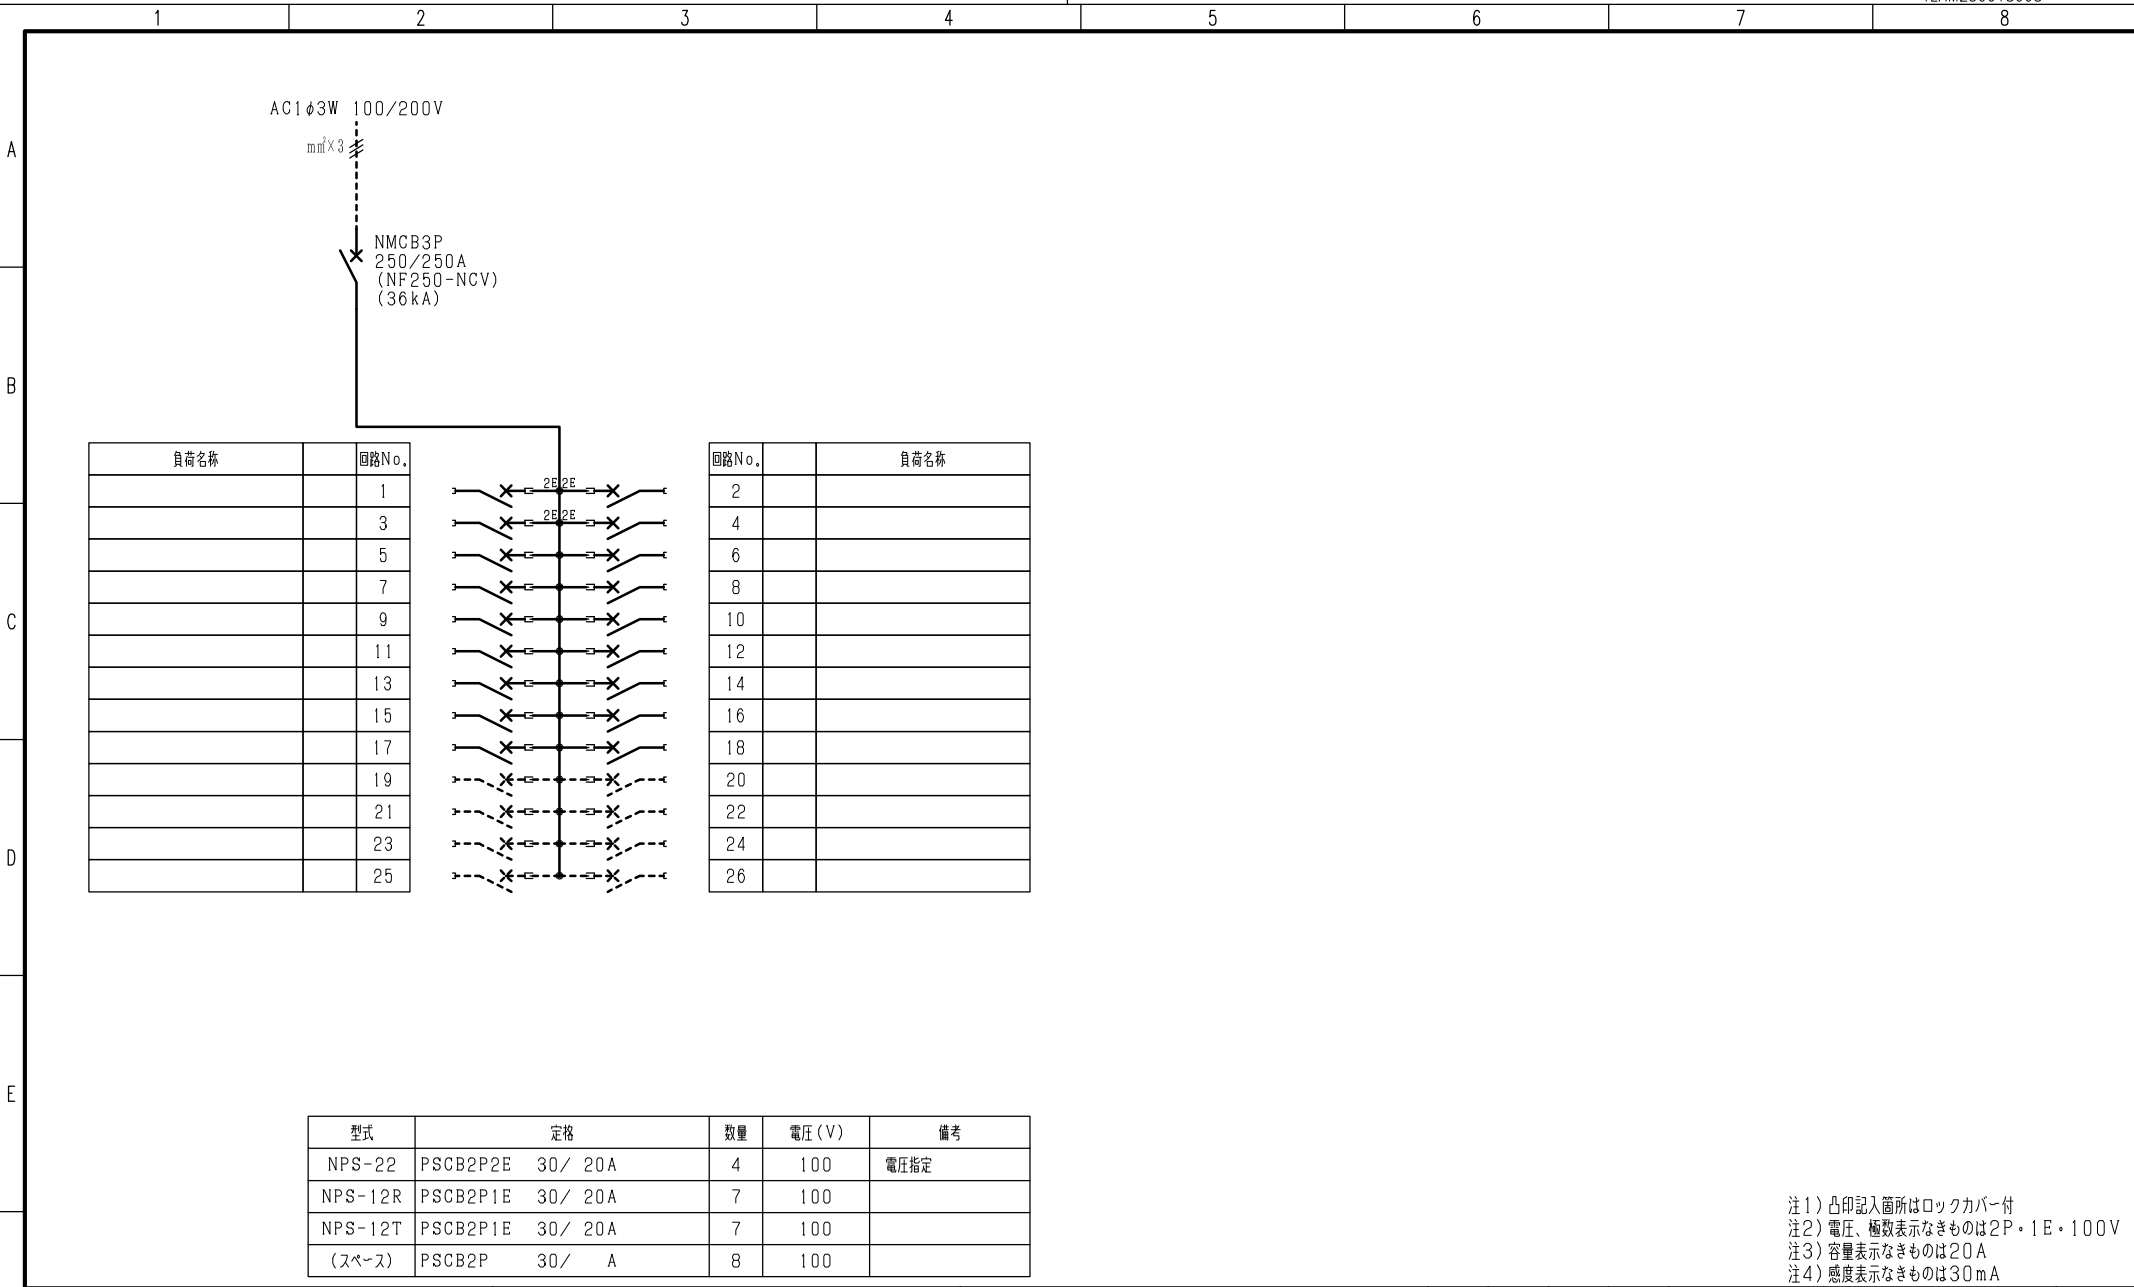 1 2 3 4 5 6 7 8
A
B
C
D
E
AC1φ3W 100/200V
mm²×3
NMCB3P
250/250A
(NF250-NCV)
(36kA)
負荷名称 回路No. 回路No. 負荷名称
1 2E 2E 2
3 2E 2E 4
5 6
7 8
9 10
11 12
13 14
15 16
17 18
19 20
21 22
23 24
25 26
型式 定格 数量 電圧(V) 備考
NPS-22 PSCB2P2E 30/ 20A 4 100 電圧指定
NPS-12R PSCB2P1E 30/ 20A 7 100
NPS-12T PSCB2P1E 30/ 20A 7 100
(スペース) PSCB2P 30/ A 8 100
注1)凸印記入箇所はロックカバー付
注2)電圧、極数表示なきものは2P・1E・100V
注3)容量表示なきものは20A
注4)感度表示なきものは30mA